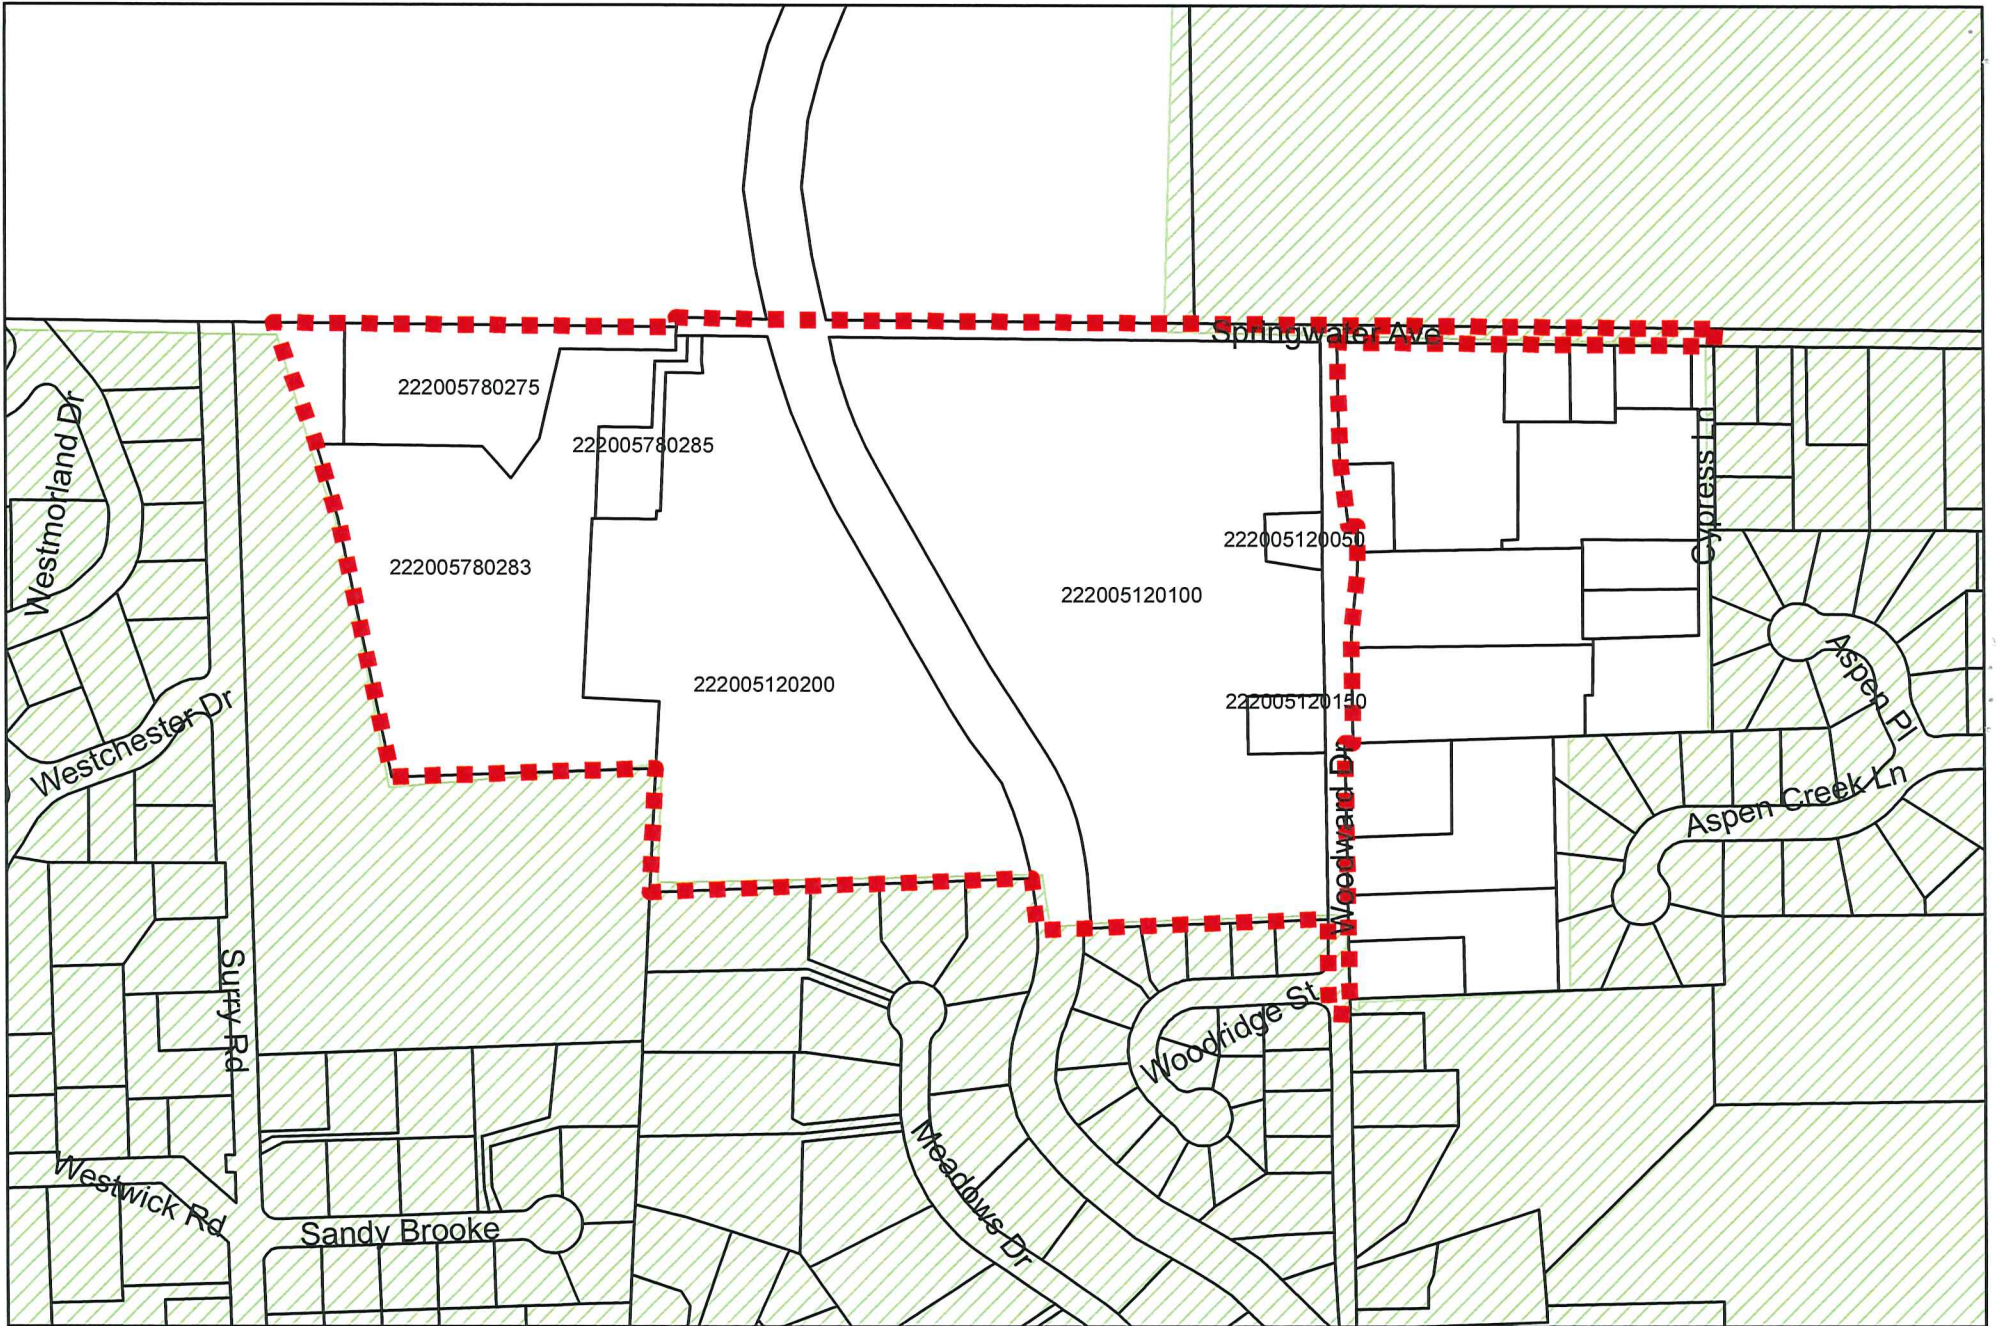 Springwater Ave
222005780275
222005780285
Westmorland Dr
Cypress Ln
222005120050
222005780283
222005120100
222005120200
222005120150
Aspen Pl
Westchester Dr
Woodwand Dr
Aspen Creek Ln
Surry Rd
Woodridge St
Westwick Rd
Sandy Brooke
Meadows Dr